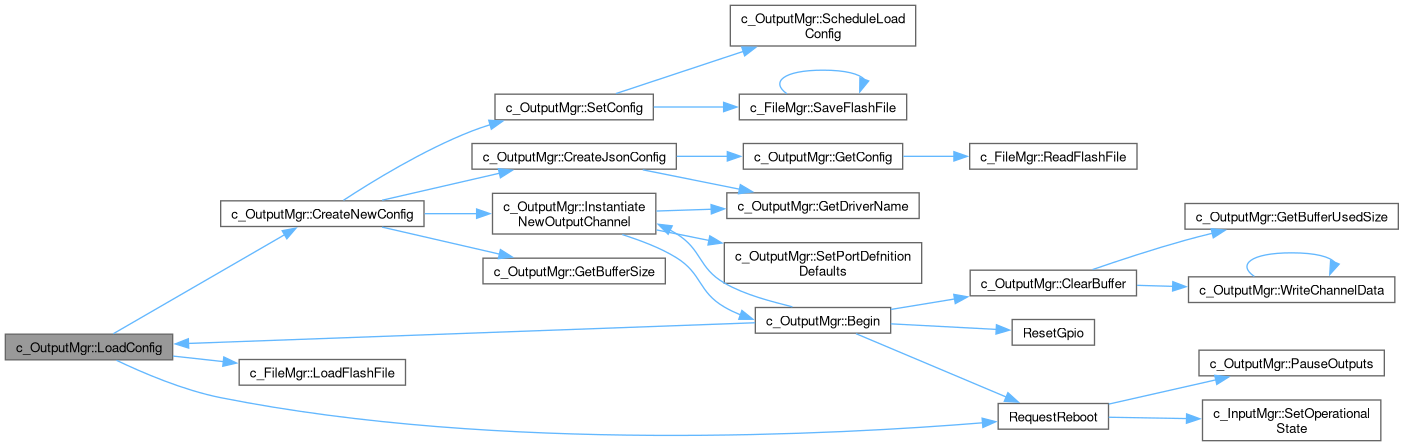 c_OutputMgr::ScheduleLoad
Config
c_OutputMgr::SetConfig
c_FileMgr::SaveFlashFile
c_OutputMgr::CreateJsonConfig
c_OutputMgr::GetConfig
c_FileMgr::ReadFlashFile
c_OutputMgr::CreateNewConfig
c_OutputMgr::Instantiate
NewOutputChannel
c_OutputMgr::GetDriverName
c_OutputMgr::GetBufferUsedSize
c_OutputMgr::SetPortDefnition
Defaults
c_OutputMgr::GetBufferSize
c_OutputMgr::ClearBuffer
c_OutputMgr::WriteChannelData
c_OutputMgr::Begin
ResetGpio
c_OutputMgr::LoadConfig
c_FileMgr::LoadFlashFile
c_OutputMgr::PauseOutputs
RequestReboot
c_InputMgr::SetOperational
State